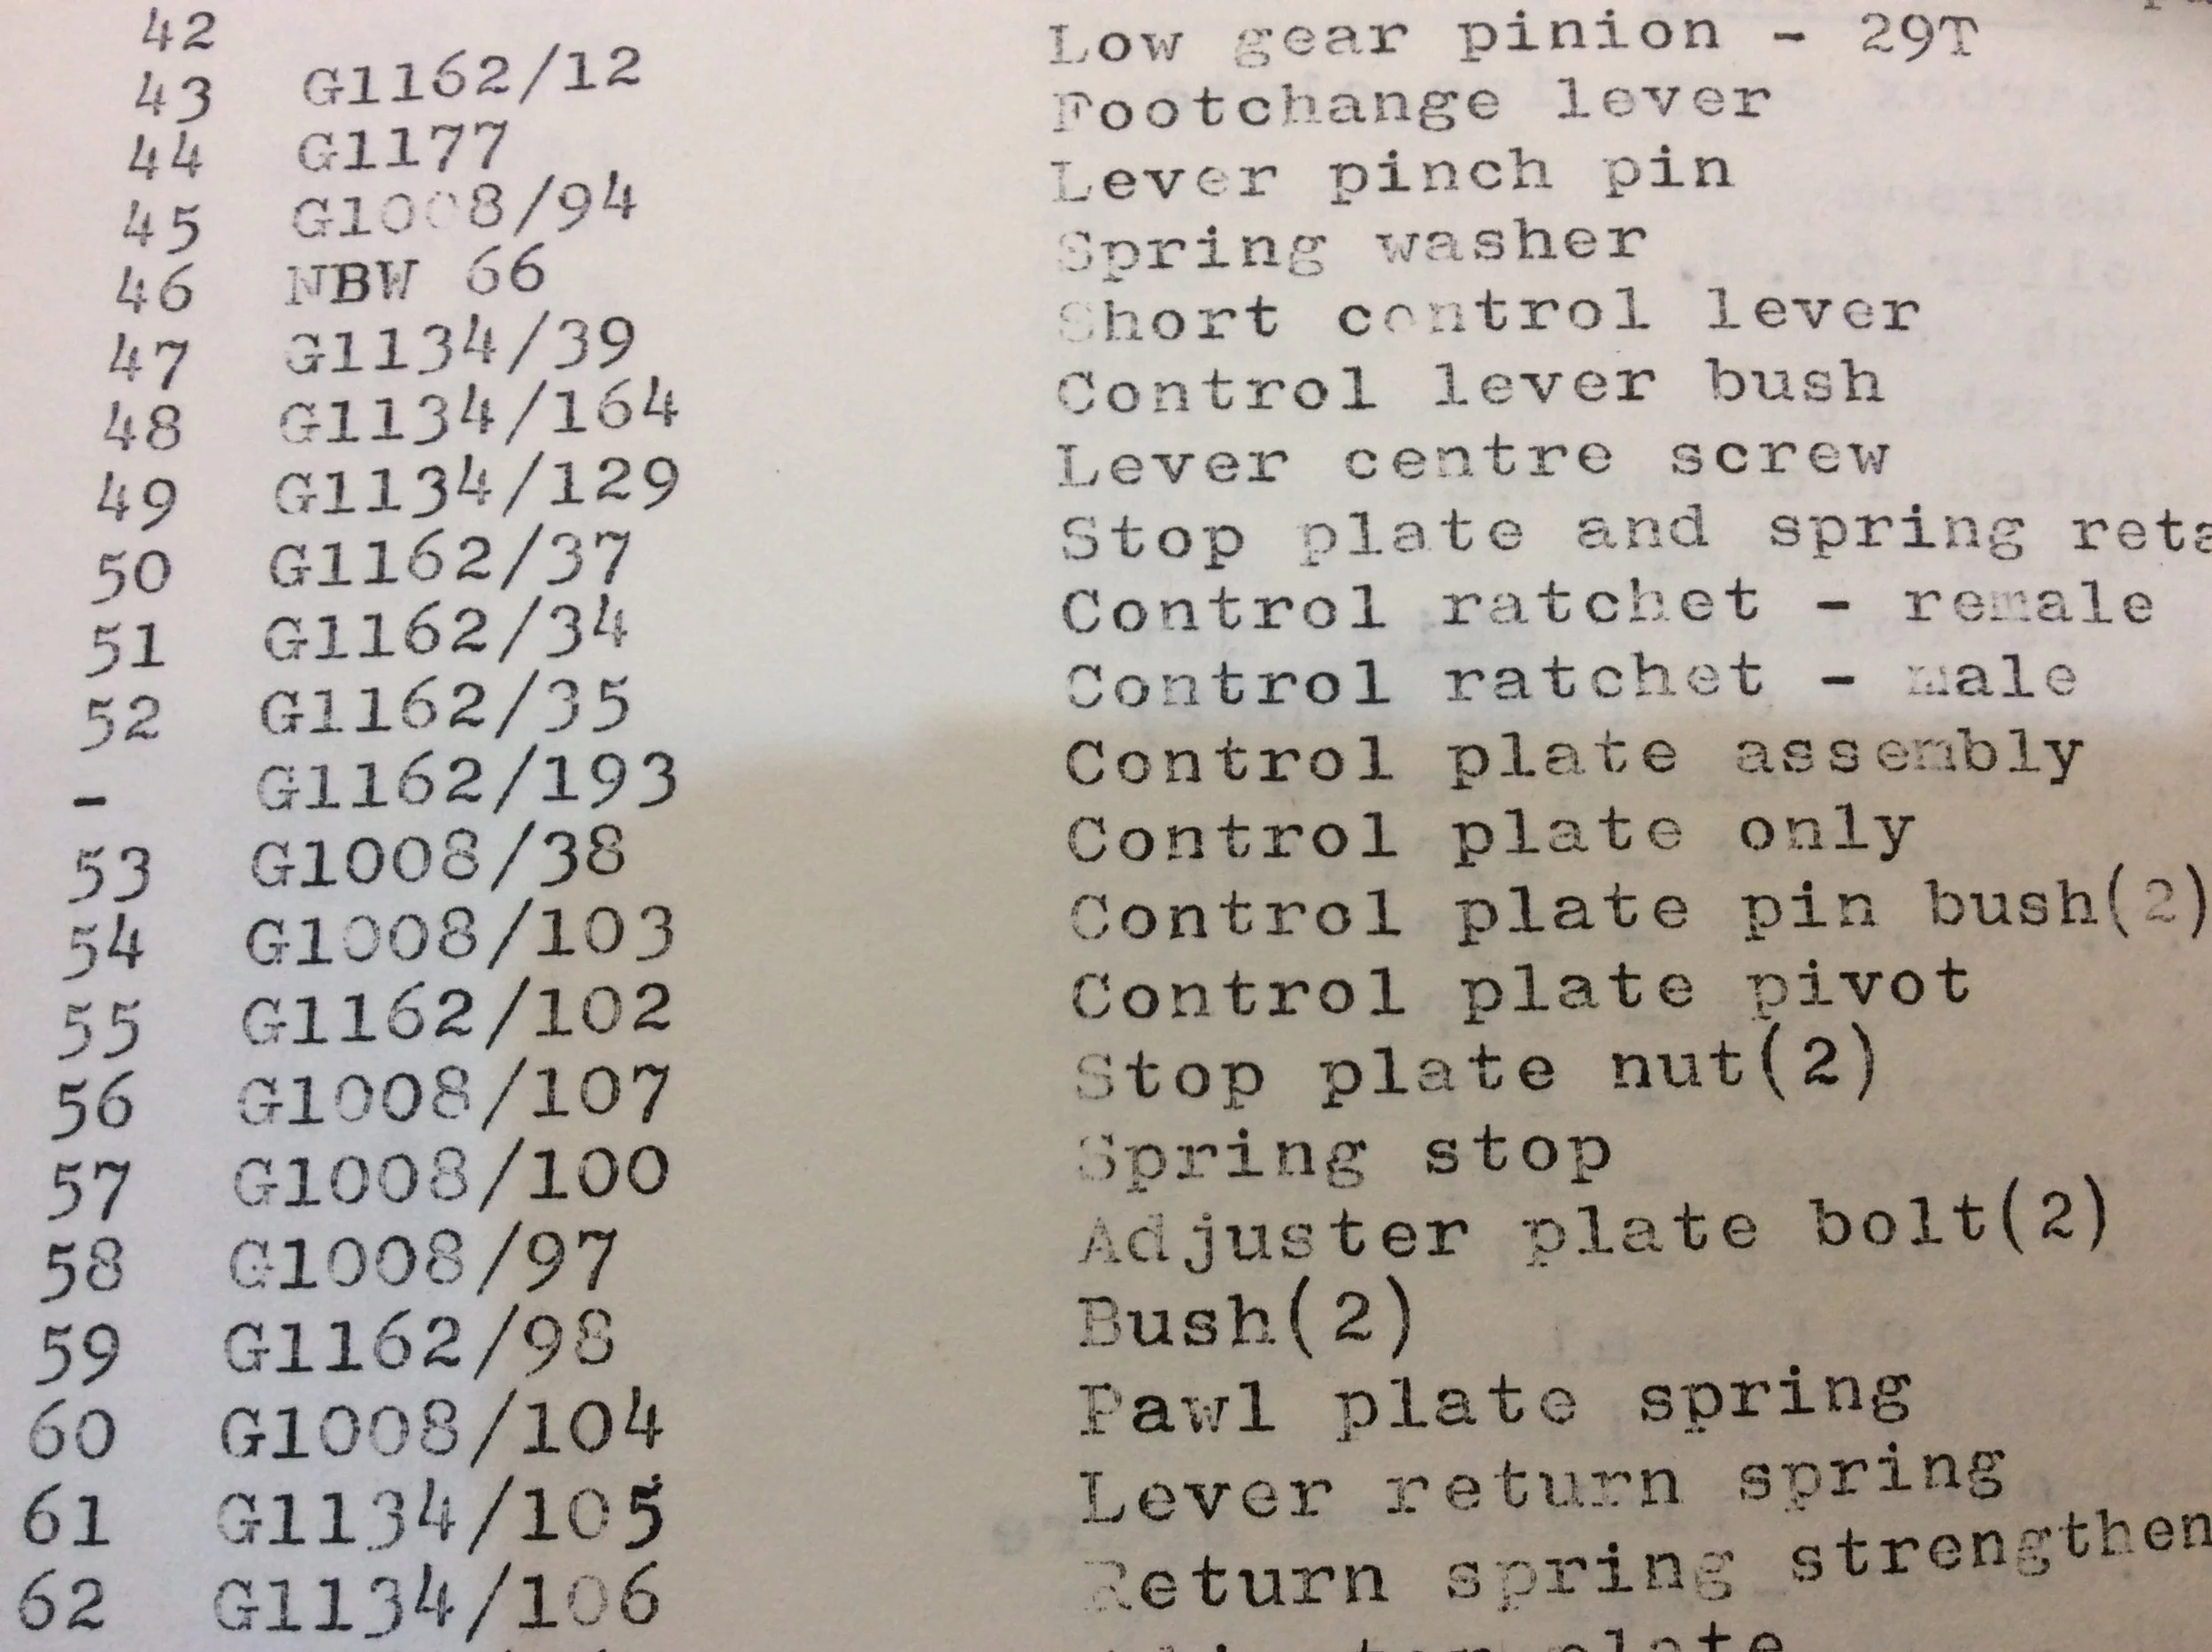 42
43 G1162/12 Low gear pinion - 29T
44 G1177 Footchange lever
45 G1008/94 Lever pinch pin
46 NBW 66 Spring washer
47 G1134/39 Short control lever
48 G1134/164 Control lever bush
49 G1134/129 Lever centre screw
50 G1162/37 Stop plate and spring reta
51 G1162/34 Control ratchet - female
52 G1162/35 Control ratchet - male
- G1162/193 Control plate assembly
53 G1008/38 Control plate only
54 G1008/103 Control plate pin bush(2)
55 G1162/102 Control plate pivot
56 G1008/107 Stop plate nut(2)
57 G1008/100 Spring stop
58 G1008/97 Adjuster plate bolt(2)
59 G1162/98 Bush(2)
60 G1008/104 Pawl plate spring
61 G1134/105 Lever return spring
62 G1134/106 Return spring strengthen
plate